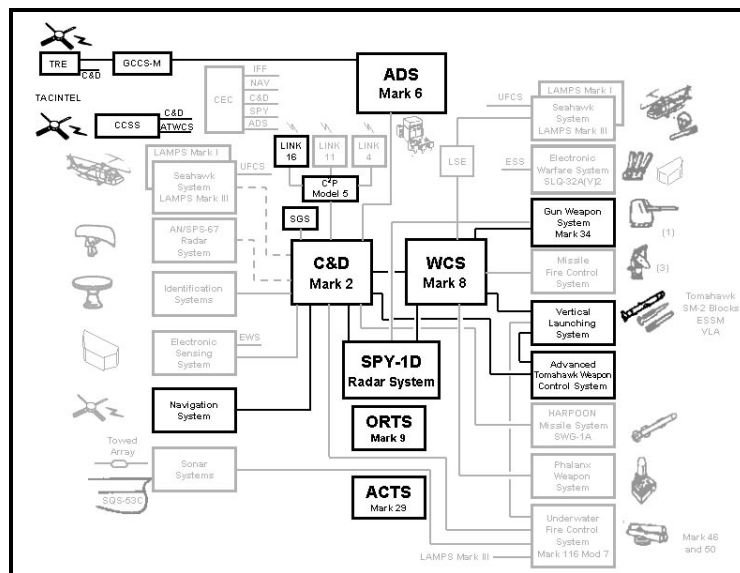 TRE
C&D
GCCS-M
TACINTEL
CCSS
C&D
ATWCS
CEC
IFF
NAV
C&D
SPY
ADS
ADS
Mark 6
LINK
16
LINK
11
LINK
4
C²P
Model 5
SGS
LAMPS Mark I
Seahawk
System
LAMPS Mark III
UFCS
AN/SPS-67
Radar
System
Identification
Systems
Electronic
Sensing
System
EWS
Navigation
System
Towed
Array
Sonar
Systems
SQS-53C
C&D
Mark 2
WCS
Mark 8
SPY-1D
Radar System
ORTS
Mark 9
ACTS
Mark 29
LSE
UFCS
LAMPS Mark I
Seahawk
System
LAMPS Mark III
ESS
Electronic
Warfare System
SLQ-32A(V)2
Gun Weapon
System
Mark 34
(1)
Missile
Fire Control
System
(3)
Vertical
Launching
System
Tomahawk
SM-2 Blocks
ESSM
VLA
Advanced
Tomahawk Weapon
Control System
HARPOON
Missile System
SWG-1A
Phalanx
Weapon
System
Underwater
Fire Control
System
Mark 116 Mod 7
LAMPS Mark III
Mark 46
and 50